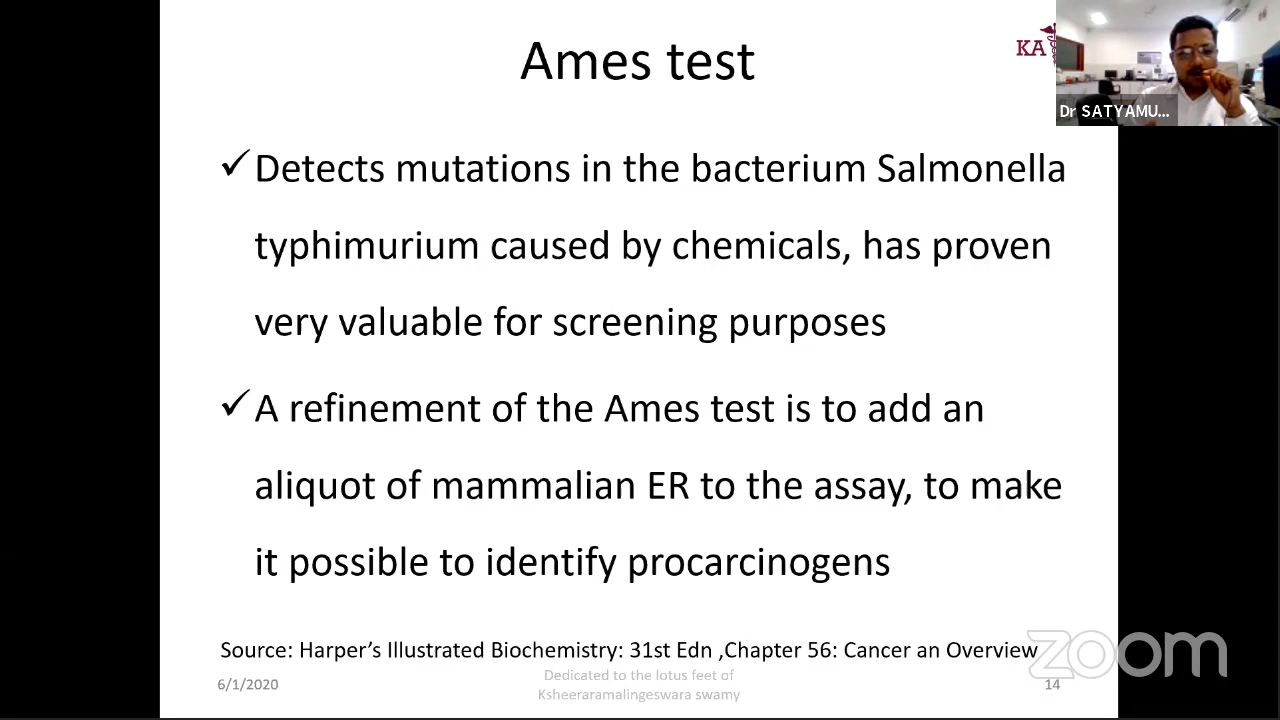 Ames test
KA
Dr SATYAMU...
✓Detects mutations in the bacterium Salmonella
typhimurium caused by chemicals, has proven
very valuable for screening purposes
✓A refinement of the Ames test is to add an
aliquot of mammalian ER to the assay, to make
it possible to identify procarcinogens
Source: Harper's Illustrated Biochemistry: 31st Edn ,Chapter 56: Cancer an Overview
6/1/2020
Dedicated to the lotus feet of
Ksheeraramalingeswara swamy
14
zoom